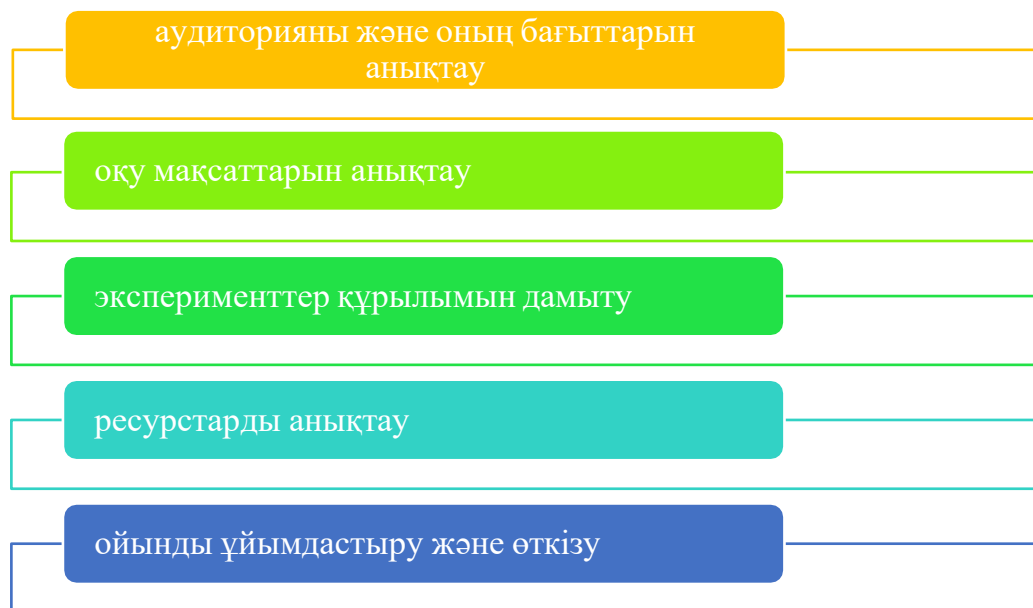 аудиторияны және оның бағыттарын
анықтау
оқу мақсаттарын анықтау
эксперименттер құрылымын дамыту
ресурстарды анықтау
ойынды ұйымдастыру және өткізу